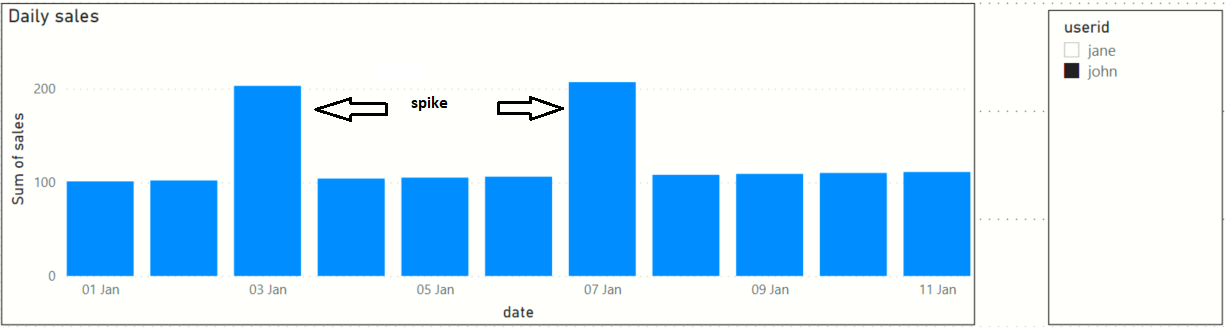 Daily sales
200
100
0
Sum of sales
spike
01 Jan
03 Jan
05 Jan
07 Jan
09 Jan
11 Jan
date
userid
jane
john